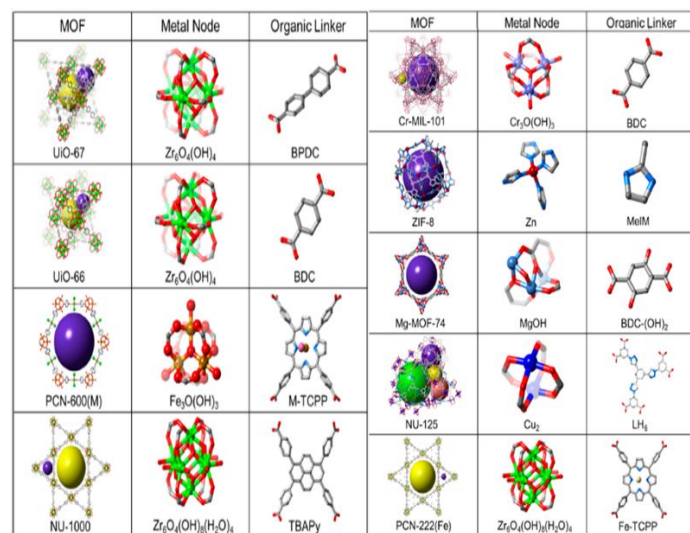 MOF Metal Node Organic Linker
UiO-67 Zr6O4(OH)4 BPDC
UiO-66 Zr6O4(OH)4 BDC
PCN-600(M) Fe3O(OH)3 M-TCPP
NU-1000 Zr6O4(OH)8(H2O)4 TBAPy
MOF Metal Node Organic Linker
Cr-MIL-101 Cr3O(OH)3 BDC
ZIF-8 Zn MeIM
Mg-MOF-74 MgOH BDC-(OH)2
NU-125 Cu2 LH6
PCN-222(Fe) Zr6O4(OH)8(H2O)4 Fe-TCPP